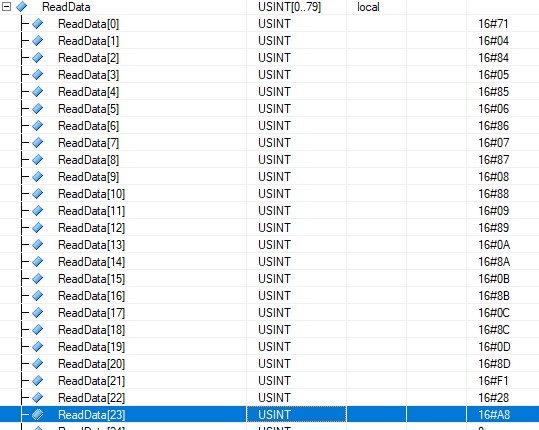 ReadData USINT[0..79] local
ReadData[0] USINT 16#71
ReadData[1] USINT 16#04
ReadData[2] USINT 16#84
ReadData[3] USINT 16#05
ReadData[4] USINT 16#85
ReadData[5] USINT 16#06
ReadData[6] USINT 16#86
ReadData[7] USINT 16#07
ReadData[8] USINT 16#87
ReadData[9] USINT 16#08
ReadData[10] USINT 16#88
ReadData[11] USINT 16#09
ReadData[12] USINT 16#89
ReadData[13] USINT 16#0A
ReadData[14] USINT 16#8A
ReadData[15] USINT 16#0B
ReadData[16] USINT 16#8B
ReadData[17] USINT 16#0C
ReadData[18] USINT 16#8C
ReadData[19] USINT 16#0D
ReadData[20] USINT 16#8D
ReadData[21] USINT 16#F1
ReadData[22] USINT 16#28
ReadData[23] USINT 16#A8